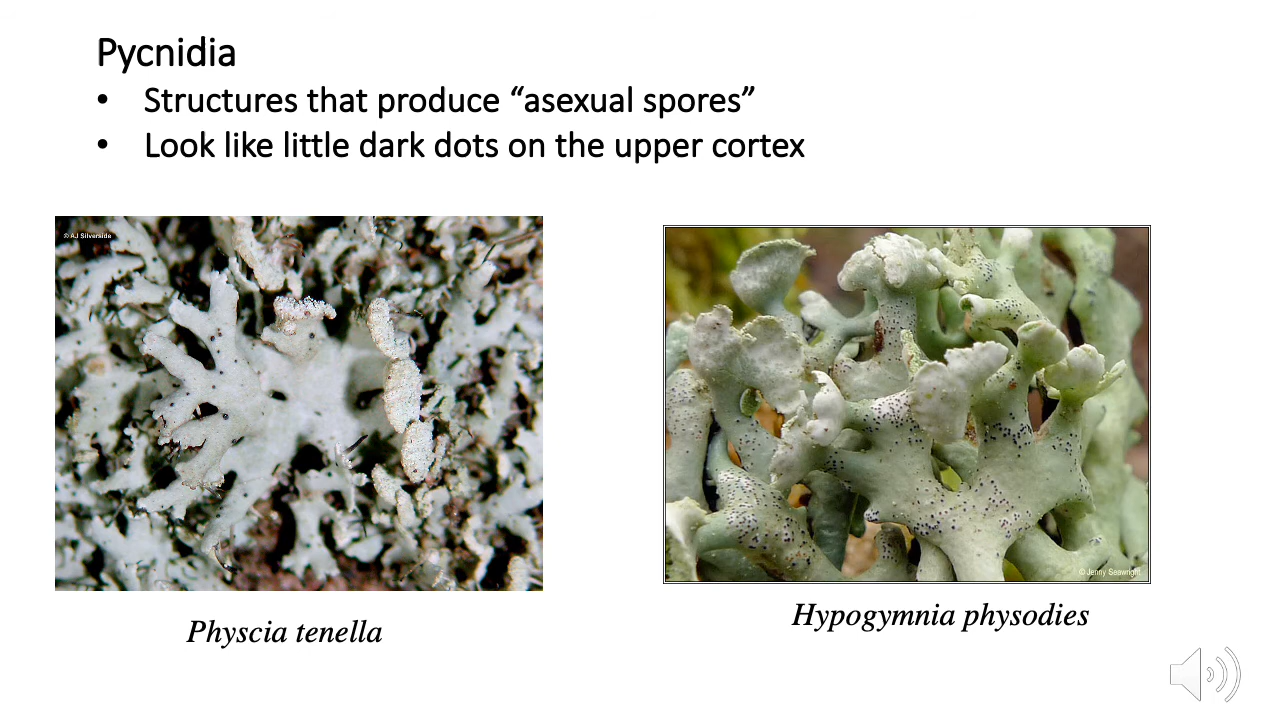 Pycnidia
• Structures that produce “asexual spores”
• Look like little dark dots on the upper cortex
© AJ Silverside
© Jenny Seawright
Physcia tenella
Hypogymnia physodies